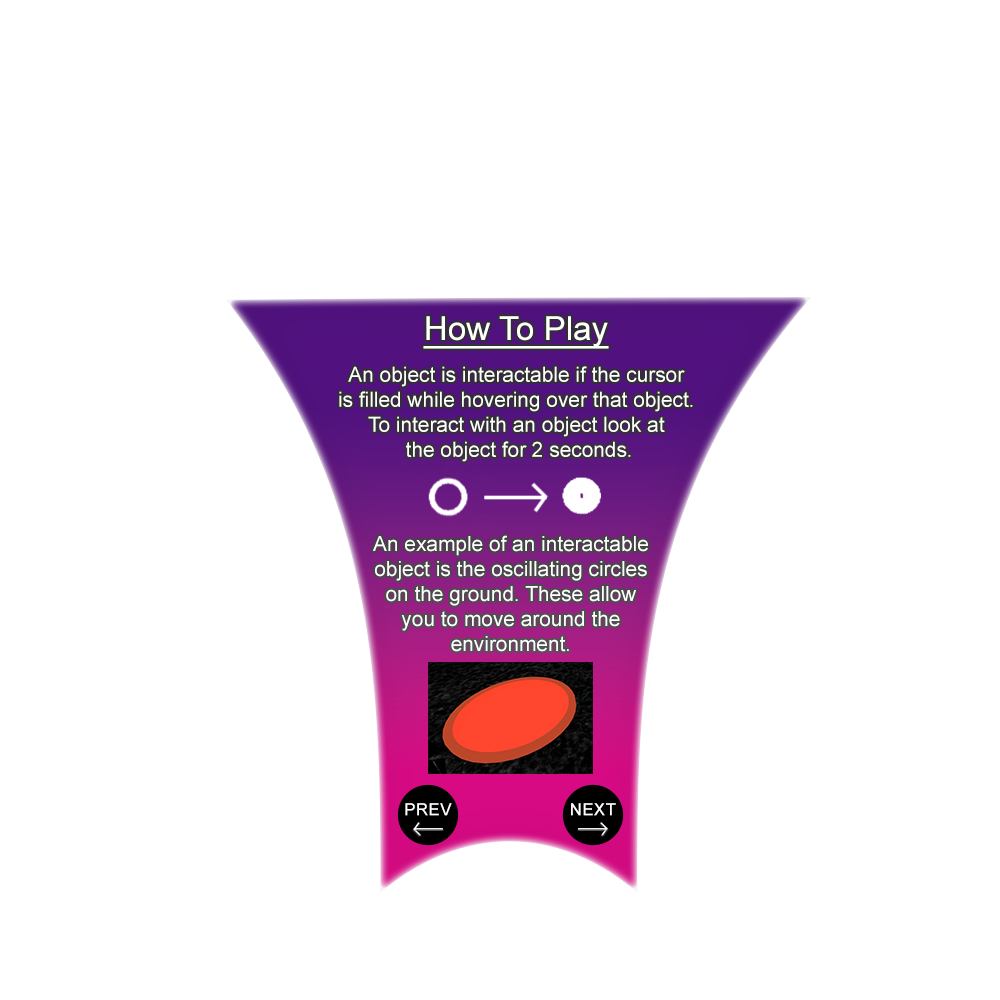 How To Play
An object is interactable if the cursor
is filled while hovering over that object.
To interact with an object look at
the object for 2 seconds.
An example of an interactable
object is the oscillating circles
on the ground. These allow
you to move around the
environment.
PREV
NEXT